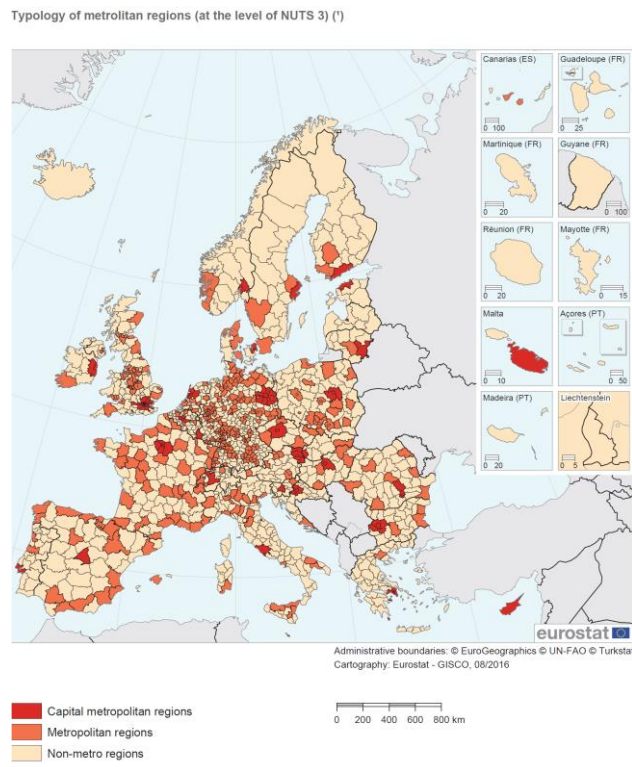 Typology of metrolitan regions (at the level of NUTS 3) (¹)
Canarias (ES)
0 100
Guadeloupe (FR)
0 25
Martinique (FR)
0 20
Guyane (FR)
0 100
Réunion (FR)
0 20
Mayotte (FR)
0 15
Malta
0 10
Açores (PT)
0 50
Madeira (PT)
0 20
Liechtenstein
0 5
eurostat
Administrative boundaries: © EuroGeographics © UN-FAO © Turkstat
Cartography: Eurostat - GISCO, 08/2016
Capital metropolitan regions
Metropolitan regions
Non-metro regions
0 200 400 600 800 km